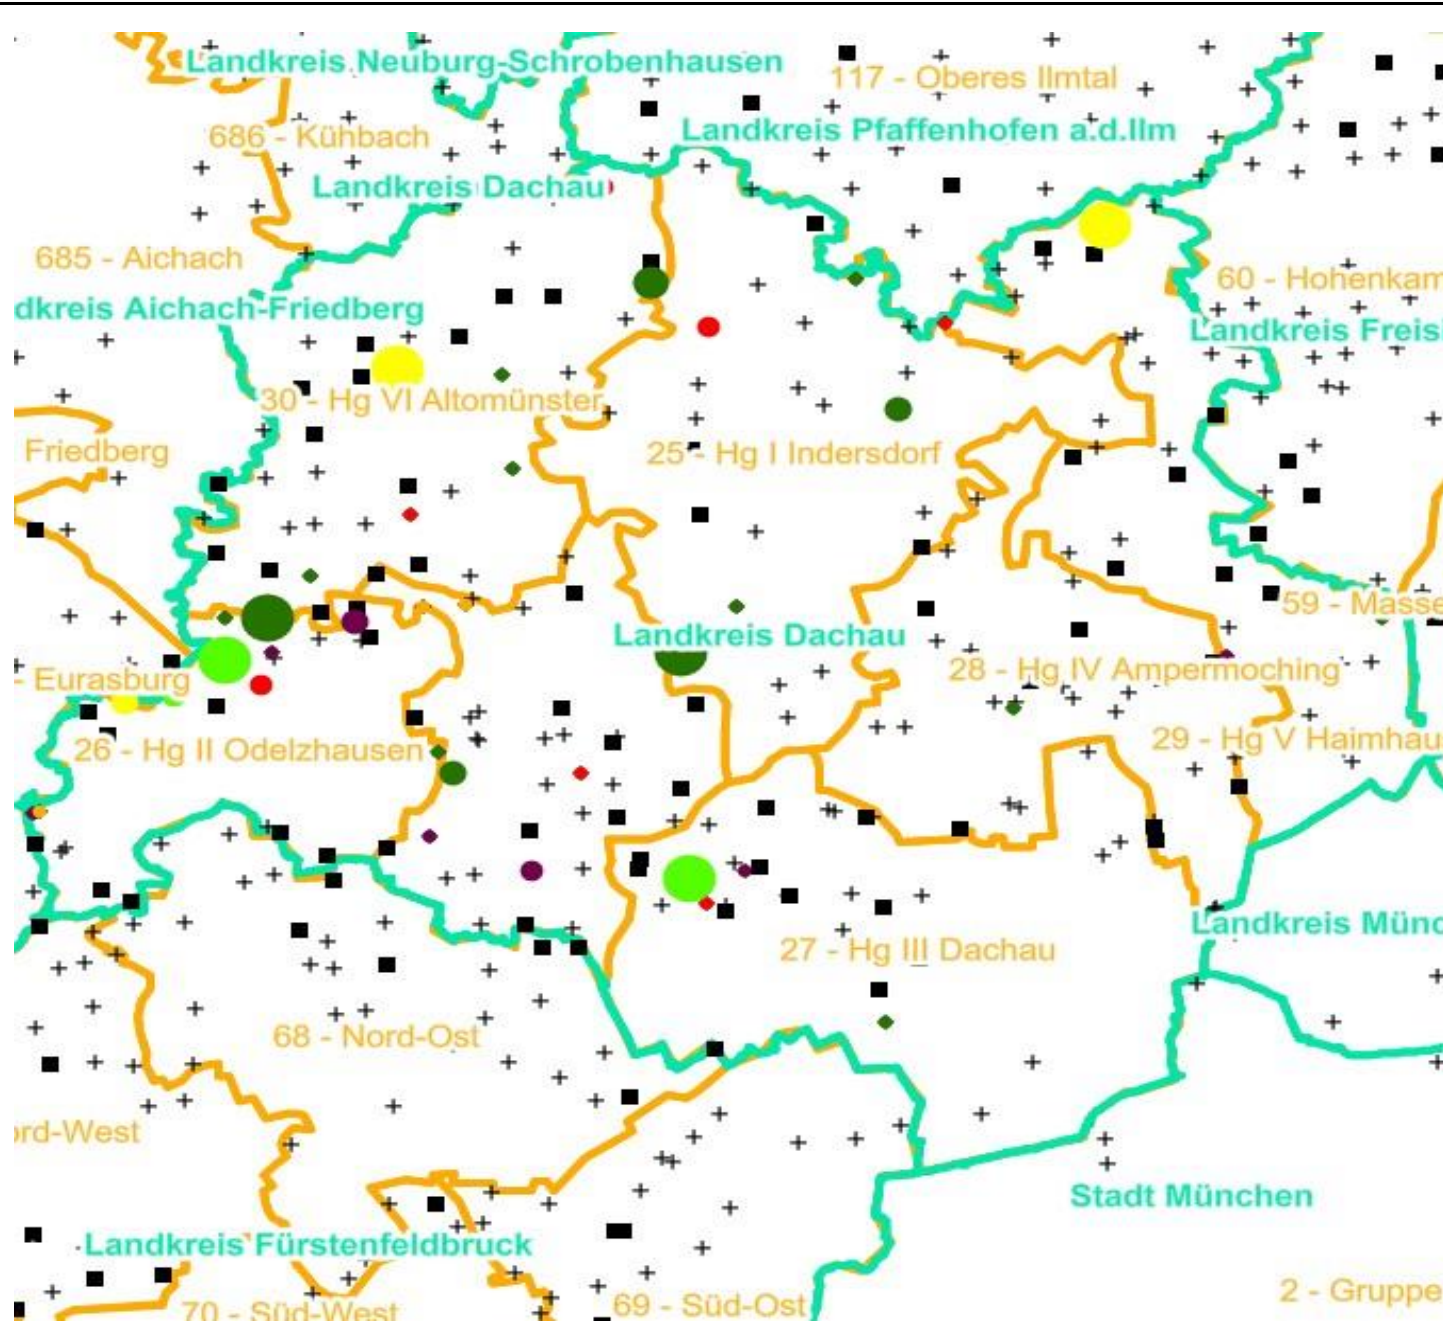 Landkreis Neuburg-Schrobenhausen
117 - Oberes Ilmtal
686 - Kühbach
Landkreis Pfaffenhofen a.d.Ilm
Landkreis Dachau
685 - Aichach
60 - Hohenkam
dkreis Aichach-Friedberg
Landkreis Freisi
30 - Hg VI Altomünster
Friedberg
25 - Hg I Indersdorf
59 - Masse
Landkreis Dachau
28 - Hg IV Ampermoching
- Eurasburg
29 - Hg V Haimhau
26 - Hg II Odelzhausen
Landkreis Münc
27 - Hg III Dachau
68 - Nord-Ost
ord-West
Stadt München
Landkreis Fürstenfeldbruck
2 - Gruppe
69 - Süd-Ost
70 - Süd-West